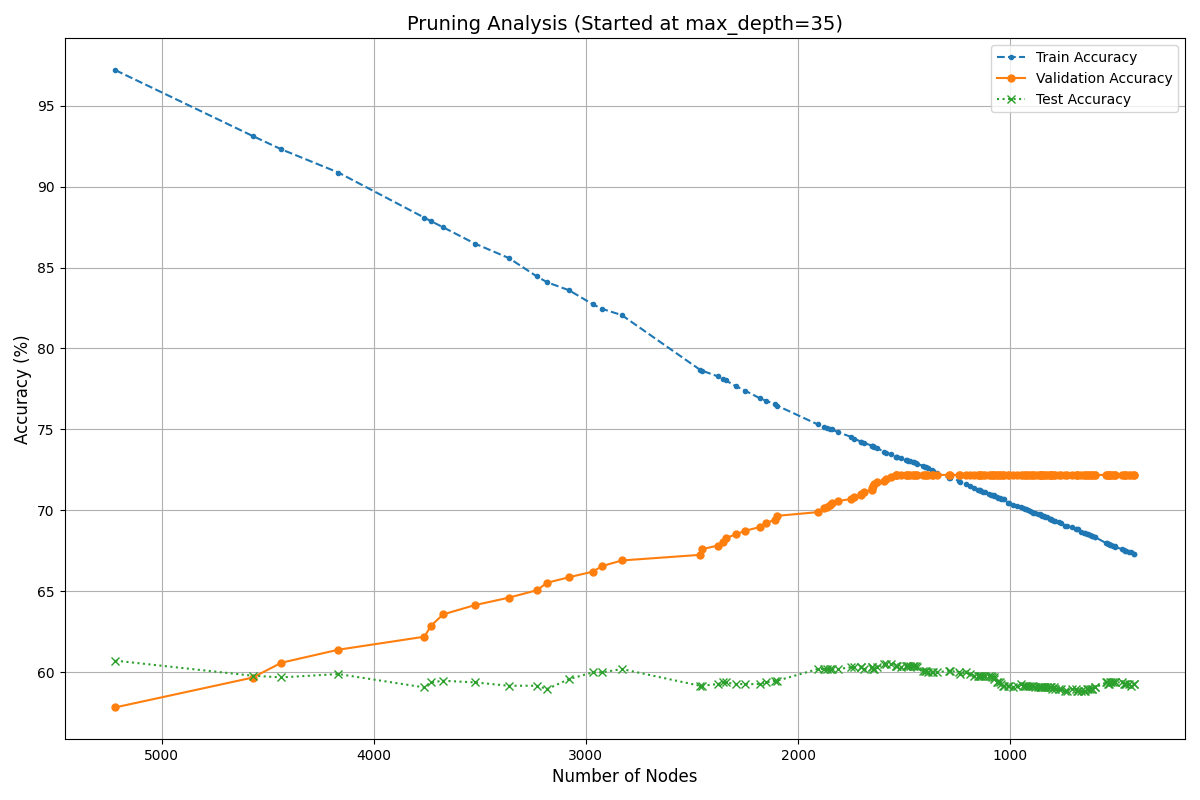 Pruning Analysis (Started at max_depth=35)
Train Accuracy
Validation Accuracy
Test Accuracy
Accuracy (%)
95
90
85
80
75
70
65
60
5000 4000 3000 2000 1000
Number of Nodes